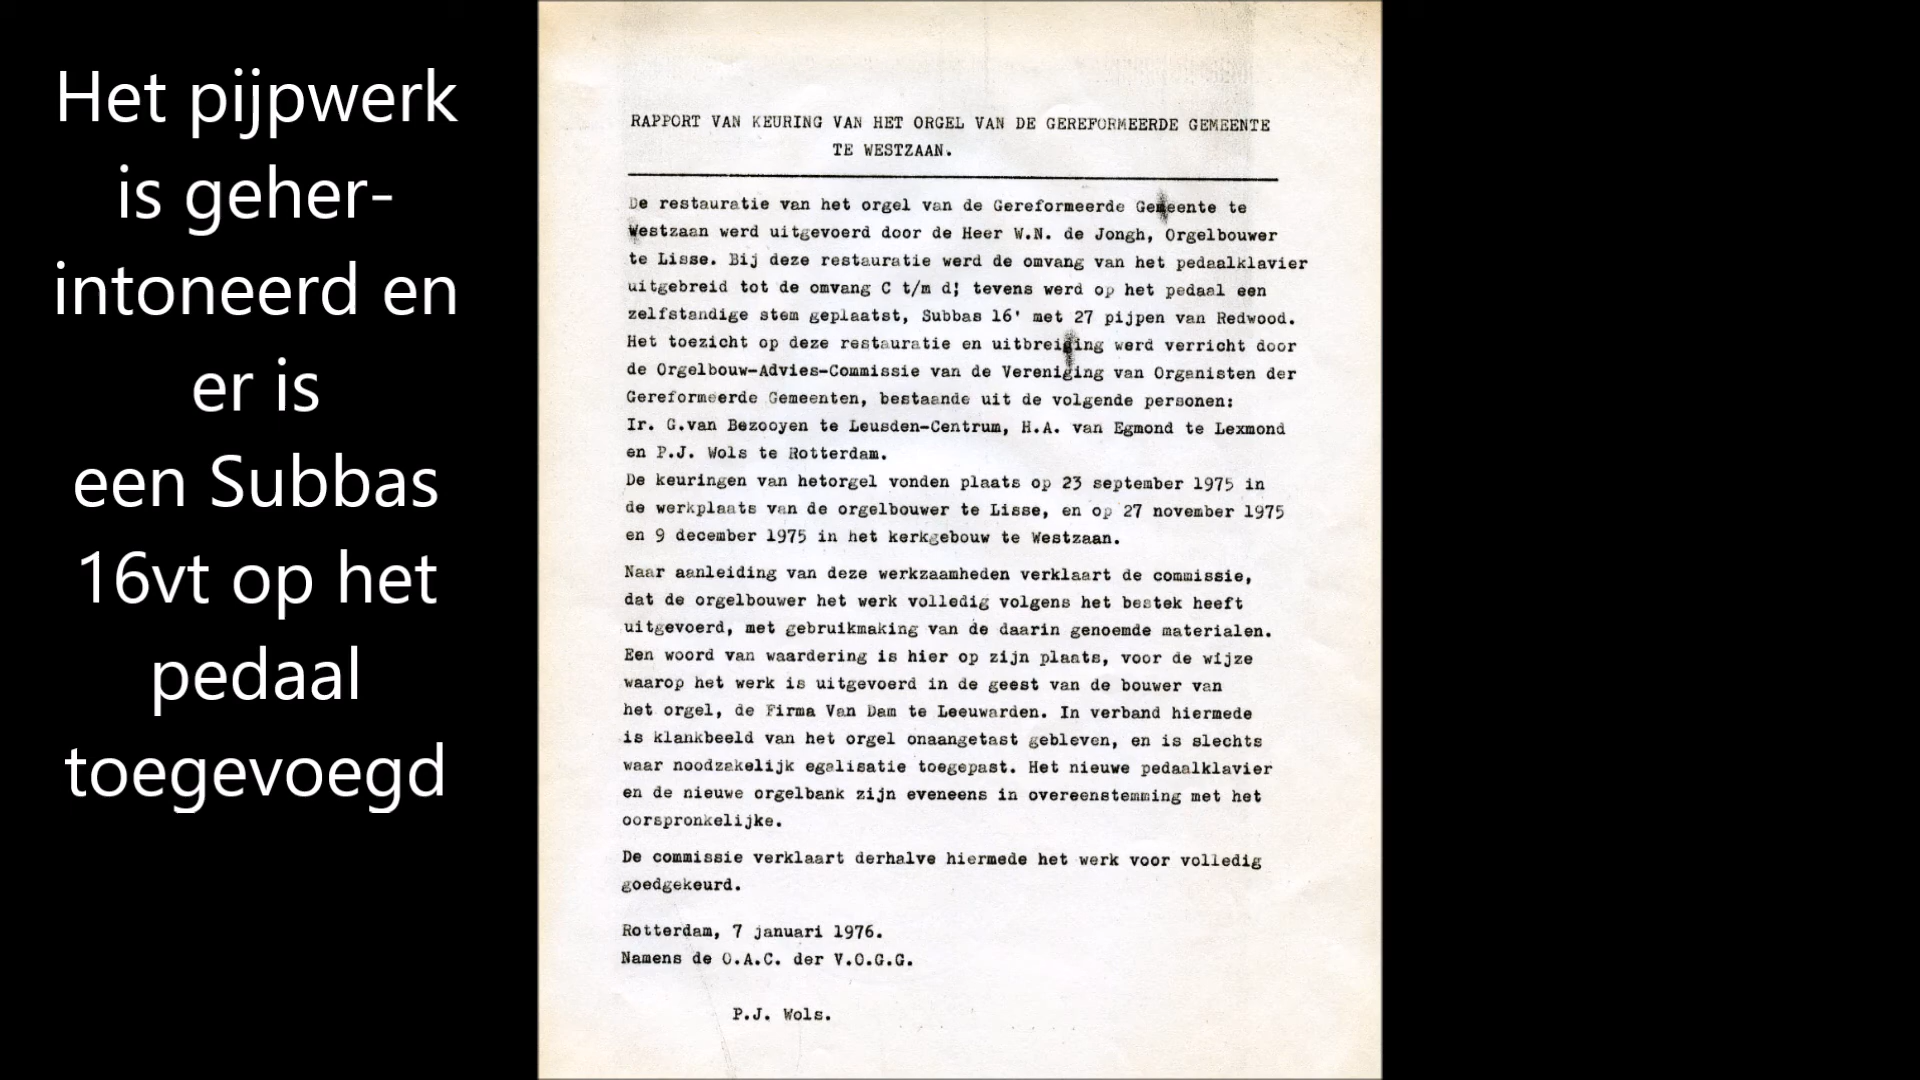 Het pijpwerk
is geher-
intoneerd en
er is
een Subbas
16vt op het
pedaal
toegevoegd
RAPPORT VAN KEURING VAN HET ORGEL VAN DE GEREFORMEERDE GEMEENTE
TE WESTZAAN.
De restauratie van het orgel van de Gereformeerde Gemeente te
Westzaan werd uitgevoerd door de Heer W.N. de Jongh, Orgelbouwer
te Lisse. Bij deze restauratie werd de omvang van het pedaalklavier
uitgebreid tot de omvang C t/m d; tevens werd op het pedaal een
zelfstandige stem geplaatst, Subbas 16' met 27 pijpen van Redwood.
Het toezicht op deze restauratie en uitbreiging werd verricht door
de Orgelbouw-Advies-Commissie van de Vereniging van Organisten der
Gereformeerde Gemeenten, bestaande uit de volgende personen:
Ir. G.van Bezooyen te Leusden-Centrum, H.A. van Egmond te Lexmond
en P.J. Wols te Rotterdam.
De keuringen van hetorgel vonden plaats op 23 september 1975 in
de werkplaats van de orgelbouwer te Lisse, en op 27 november 1975
en 9 december 1975 in het kerkgebouw te Westzaan.
Naar aanleiding van deze werkzaamheden verklaart de commissie,
dat de orgelbouwer het werk volledig volgens het bestek heeft
uitgevoerd, met gebruikmaking van de daarin genoemde materialen.
Een woord van waardering is hier op zijn plaats, voor de wijze
waarop het werk is uitgevoerd in de geest van de bouwer van
het orgel, de Firma Van Dam te Leeuwarden. In verband hiermede
is klankbeeld van het orgel onaangetast gebleven, en is slechts
waar noodzakelijk egalisatie toegepast. Het nieuwe pedaalklavier
en de nieuwe orgelbank zijn eveneens in overeenstemming met het
oorspronkelijke.
De commissie verklaart derhalve hiermede het werk voor volledig
goedgekeurd.
Rotterdam, 7 januari 1976.
Namens de O.A.C. der V.O.G.G.
P.J. Wols.